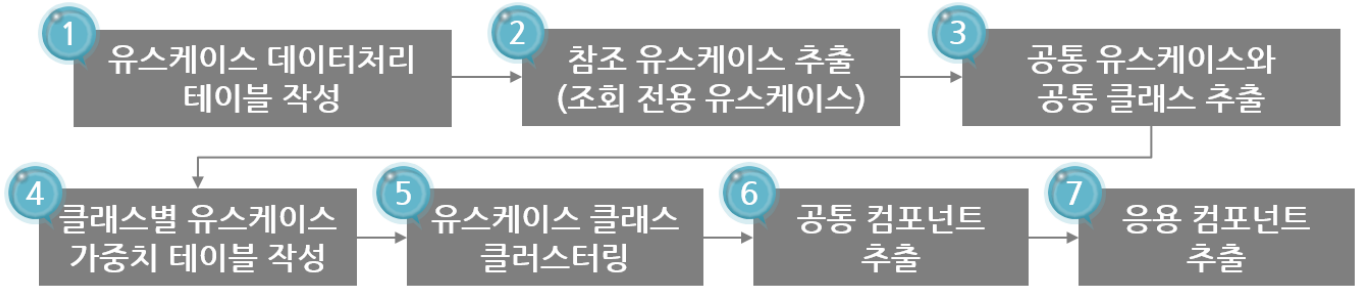 1
유스케이스 데이터처리
테이블 작성
2
참조 유스케이스 추출
(조회 전용 유스케이스)
3
공통 유스케이스와
공통 클래스 추출
4
클래스별 유스케이스
가중치 테이블 작성
5
유스케이스 클래스
클러스터링
6
공통 컴포넌트
추출
7
응용 컴포넌트
추출